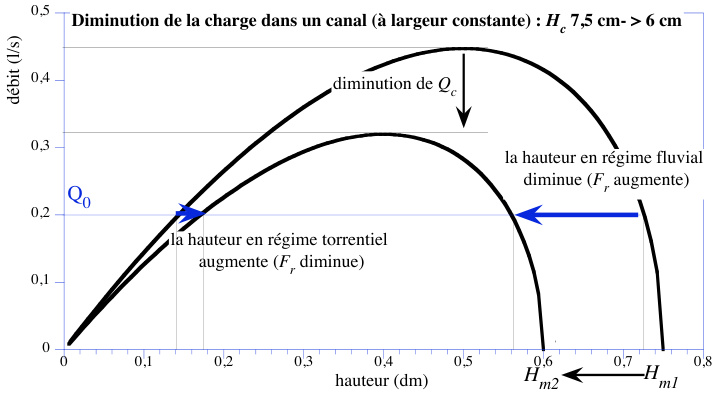 Diminution de la charge dans un canal (à largeur constante) : Hc 7,5 cm- > 6 cm
débit (l/s)
0,5
0,4
0,3
0,2
0,1
0
diminution de Qc
la hauteur en régime fluvial
diminue (Fr augmente)
Q0
la hauteur en régime torrentiel
augmente (Fr diminue)
0 0,1 0,2 0,3 0,4 0,5 0,6 0,7 0,8
hauteur (dm)
Hm2 Hm1